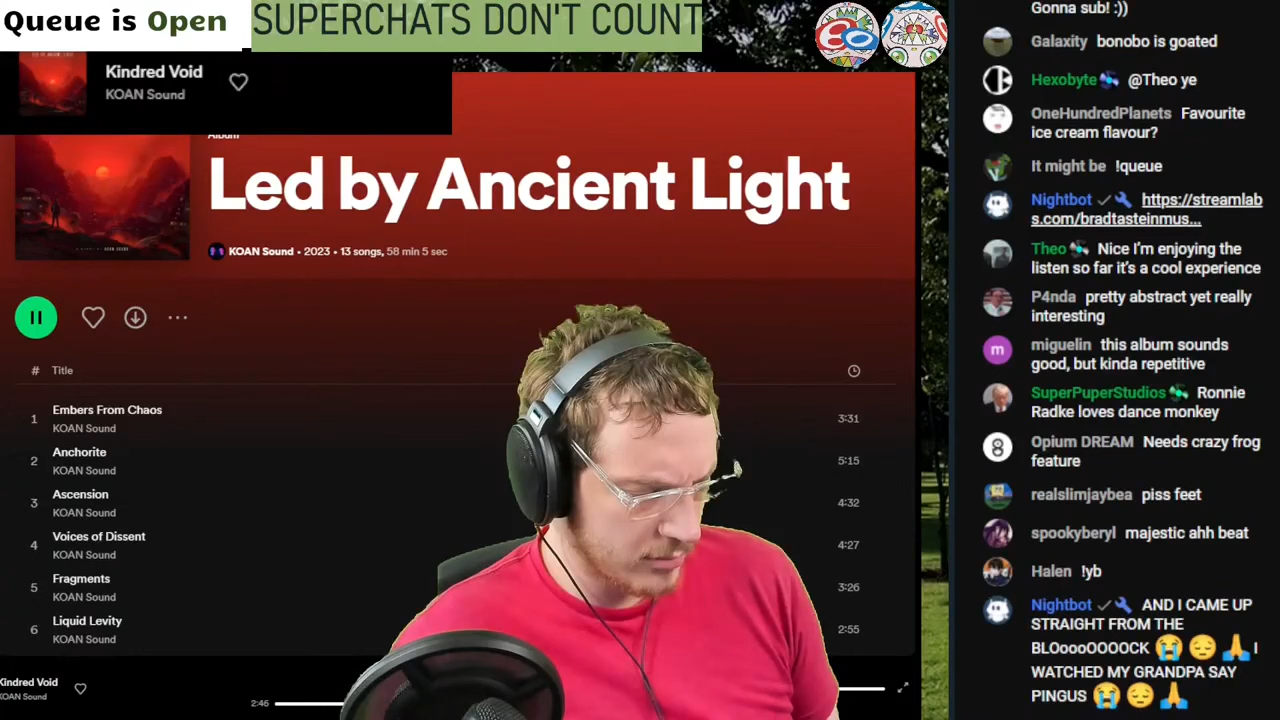 Queue is Open
SUPERCHATS DON'T COUNT
Kindred Void
KOAN Sound
Album
Led by Ancient Light
KOAN Sound • 2023 • 13 songs, 58 min 5 sec
# Title
1 Embers From Chaos 3:31
KOAN Sound
2 Anchorite 5:15
KOAN Sound
3 Ascension 4:32
KOAN Sound
4 Voices of Dissent 4:27
KOAN Sound
5 Fragments 3:26
KOAN Sound
6 Liquid Levity 2:55
KOAN Sound
Kindred Void
KOAN Sound
2:46
Gonna sub! :))
Galaxity bonobo is goated
Hexobyte @Theo ye
OneHundredPlanets Favourite
ice cream flavour?
It might be !queue
Nightbot https://streamlab
s.com/bradtasteinmus...
Theo Nice I'm enjoying the
listen so far it's a cool experience
P4nda pretty abstract yet really
interesting
m miguelin this album sounds
good, but kinda repetitive
SuperPuperStudios Ronnie
Radke loves dance monkey
Opium DREAM Needs crazy frog
feature
realslimjaybea piss feet
spookyberyl majestic ahh beat
Halen !yb
Nightbot AND I CAME UP
STRAIGHT FROM THE
BLOoooOOOOCK 😭😔🙏 I
WATCHED MY GRANDPA SAY
PINGUS 😭😔🙏